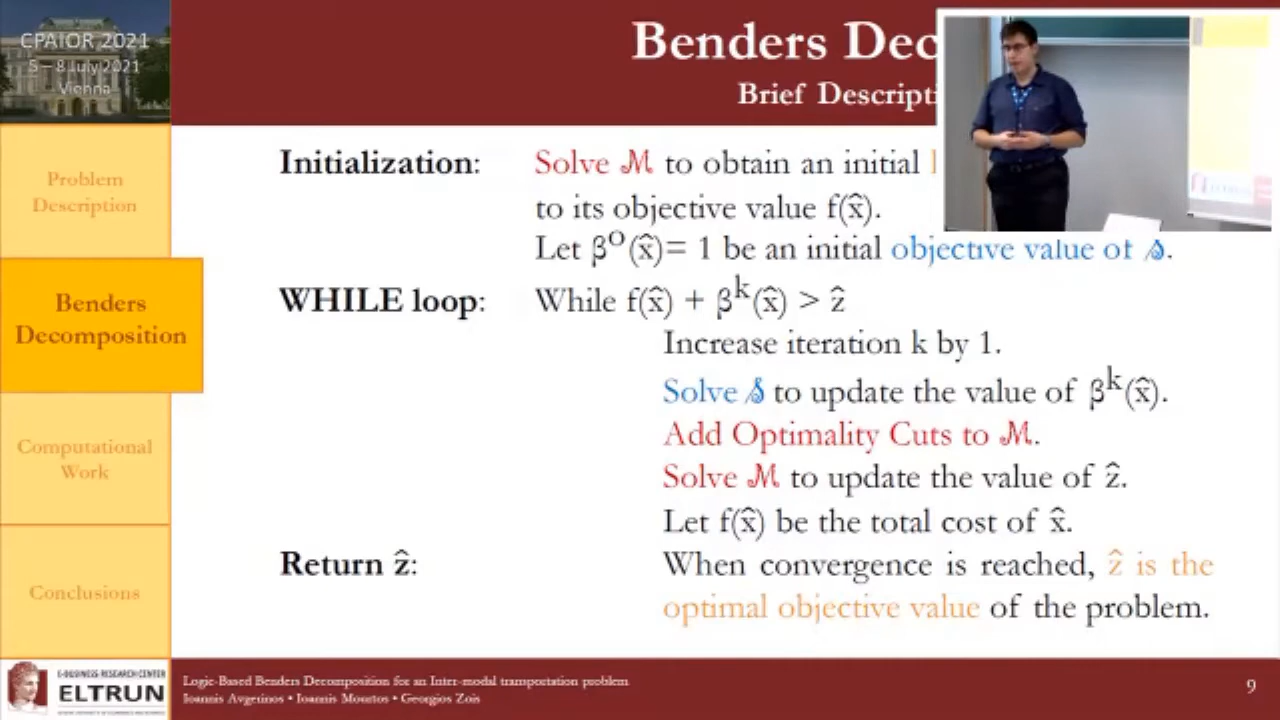 CPAIOR 2021
5 – 8 July 2021
Vienna
Benders Dec
Brief Descripti
Problem
Description
Benders
Decomposition
Computational
Work
Conclusions
Initialization: Solve ℳ to obtain an initial
to its objective value f(x̂).
Let β⁰(x̂)= 1 be an initial objective value of 𝒮.
WHILE loop: While f(x̂) + βᵏ(x̂) > ẑ
Increase iteration k by 1.
Solve 𝒮 to update the value of βᵏ(x̂).
Add Optimality Cuts to ℳ.
Solve ℳ to update the value of ẑ.
Let f(x̂) be the total cost of x̂.
Return ẑ: When convergence is reached, ẑ is the
optimal objective value of the problem.
E-BUSINESS RESEARCH CENTER
ELTRUN
Logic-Based Benders Decomposition for an Inter-modal transportation problem
Ioannis Avgerinos • Ioannis Mourtos • Georgios Zois
9